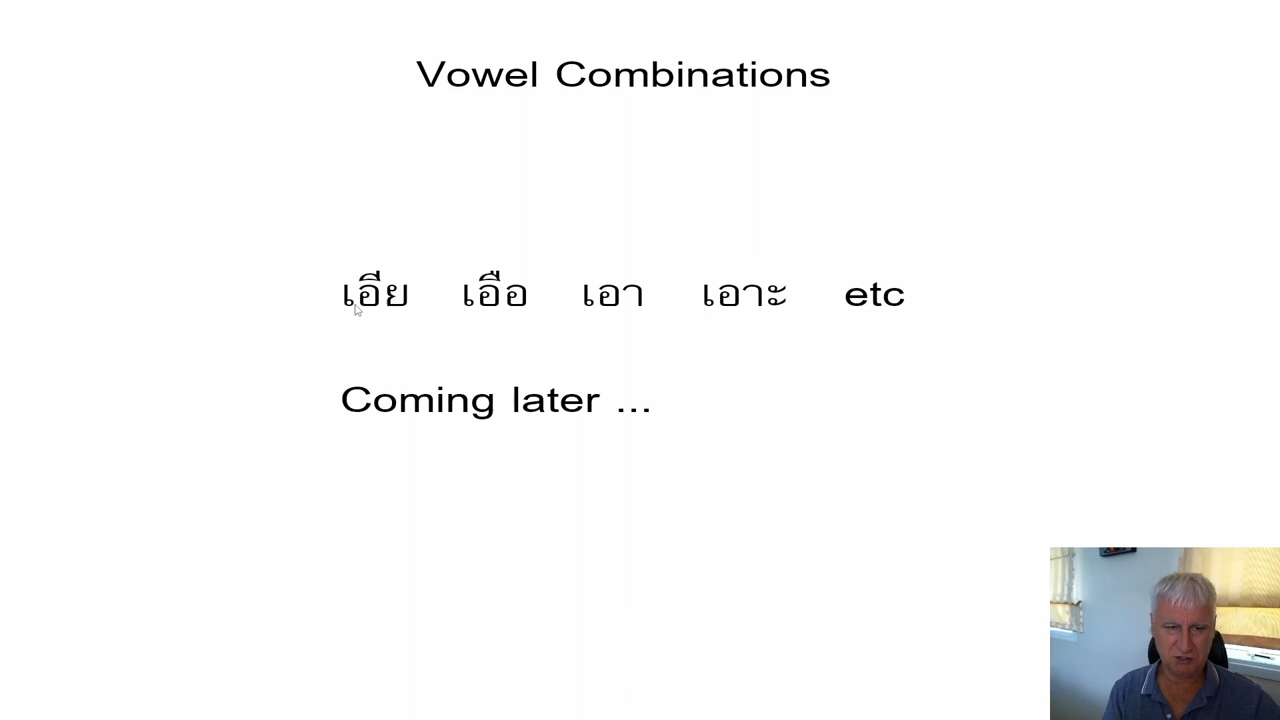 Vowel Combinations
เอีย เอือ เอา เอาะ etc
Coming later ...